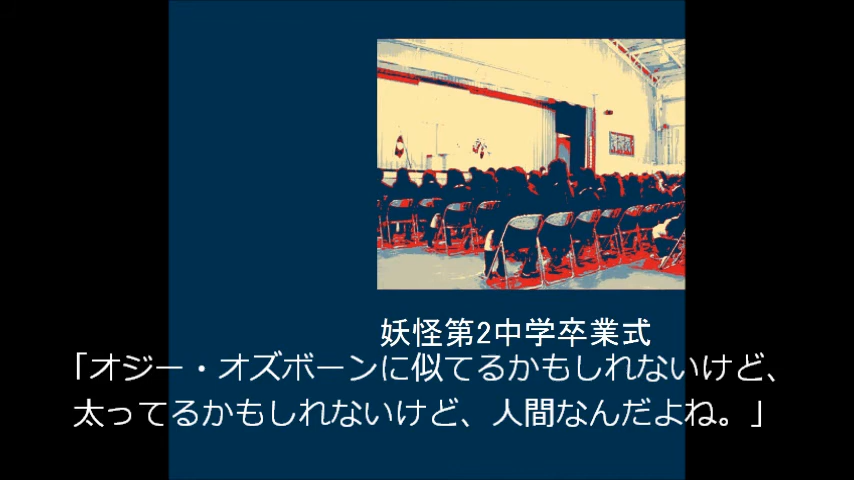 妖怪第2中学卒業式
「オジー・オズボーンに似てるかもしれないけど、
太ってるかもしれないけど、人間なんだよね。」